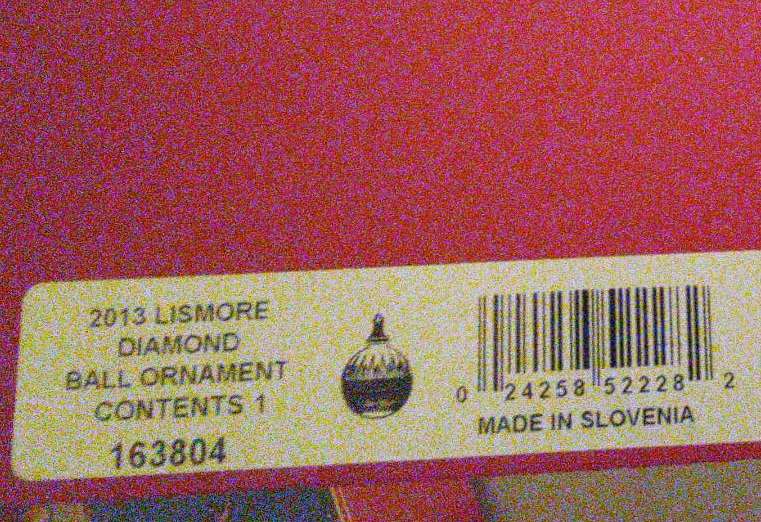 2013 LISMORE
DIAMOND
BALL ORNAMENT
CONTENTS 1
163804
0 24258 52228 2
MADE IN SLOVENIA